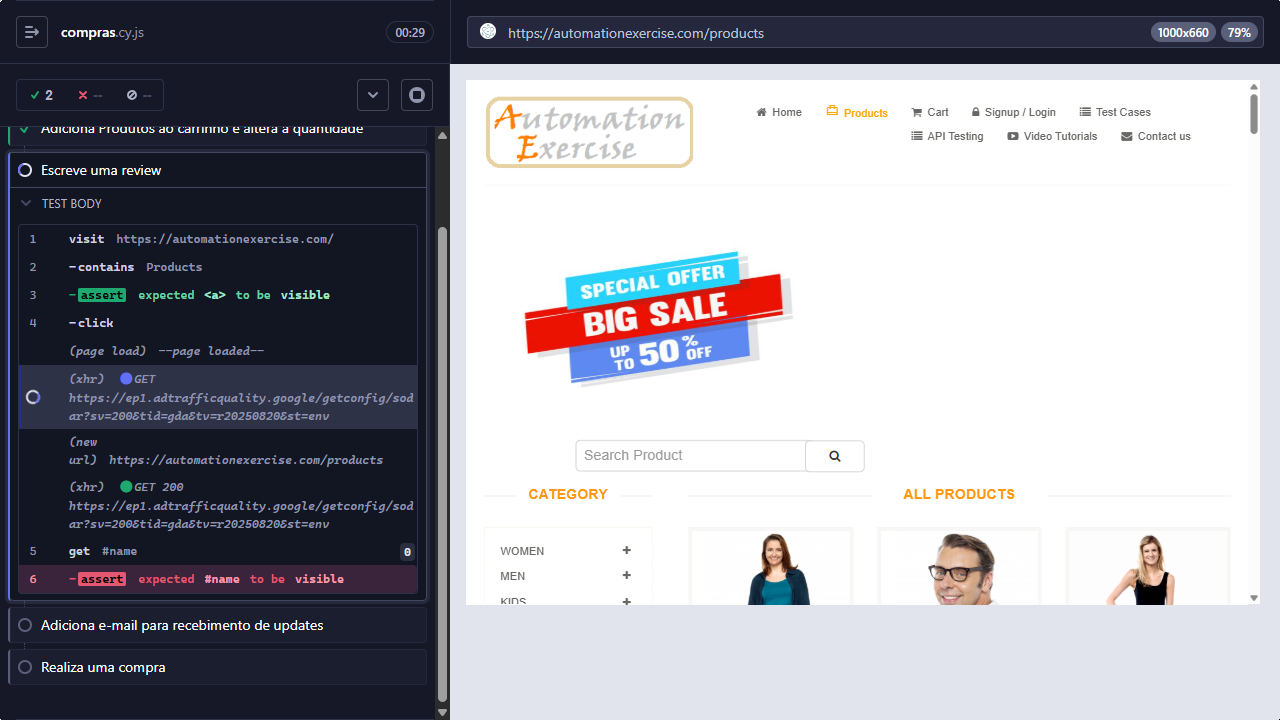 compras.cy.js
00:29
2
--
--
Adiciona Produtos ao carrinho e altera a quantidade
Escreve uma review
TEST BODY
1 visit https://automationexercise.com/
2 -contains Products
3 -assert expected <a> to be visible
4 -click
(page load) --page loaded--
(xhr) GET
https://ep1.adtrafficquality.google/getconfig/sod
ar?sv=200&tid=gda&tv=r20250820&st=env
(new
url) https://automationexercise.com/products
(xhr) GET 200
https://ep1.adtrafficquality.google/getconfig/sod
ar?sv=200&tid=gda&tv=r20250820&st=env
5 get #name 0
6 -assert expected #name to be visible
Adiciona e-mail para recebimento de updates
Realiza uma compra
https://automationexercise.com/products
1000x660
79%
Automation
Exercise
Home
Products
Cart
Signup / Login
Test Cases
API Testing
Video Tutorials
Contact us
SPECIAL OFFER
BIG SALE
UP TO 50% OFF
Search Product
CATEGORY
ALL PRODUCTS
WOMEN +
MEN +
KIDS +